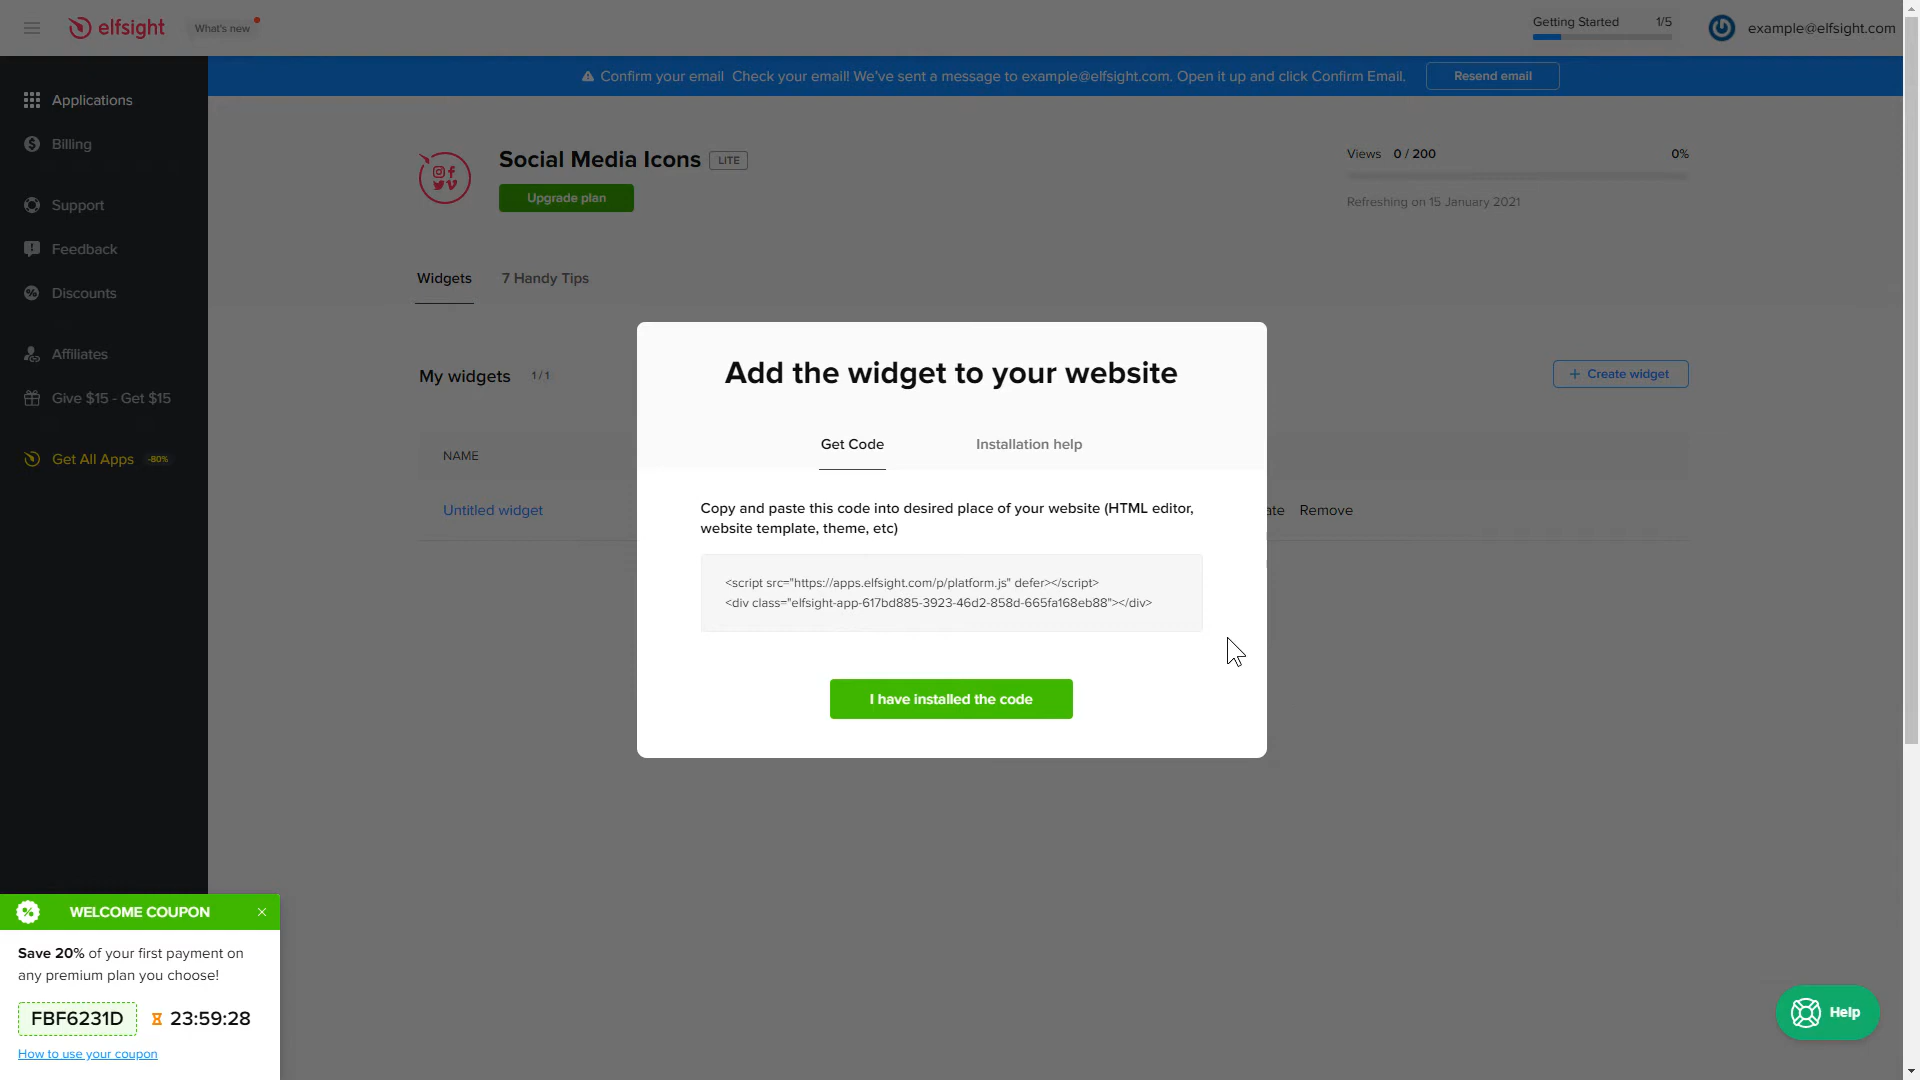 elfsight
What's new
Getting Started 1/5
example@elfsight.com
Confirm your email Check your email! We've sent a message to example@elfsight.com. Open it up and click Confirm Email.
Resend email
Applications
Billing
Support
Feedback
Discounts
Affiliates
Give $15 - Get $15
Get All Apps -80%
Social Media Icons LITE
Upgrade plan
Views 0 / 200 0%
Refreshing on 15 January 2021
Widgets 7 Handy Tips
My widgets 1 / 1
+ Create widget
NAME
Untitled widget
ate Remove
Add the widget to your website
Get Code Installation help
Copy and paste this code into desired place of your website (HTML editor,
website template, theme, etc)
<script src="https://apps.elfsight.com/p/platform.js" defer></script>
<div class="elfsight-app-617bd885-3923-46d2-858d-665fa168eb88"></div>
I have installed the code
WELCOME COUPON
Save 20% of your first payment on
any premium plan you choose!
FBF6231D 23:59:28
How to use your coupon
Help